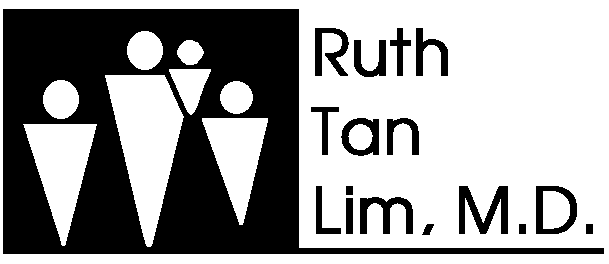 Ruth
Tan
Lim, M.D.